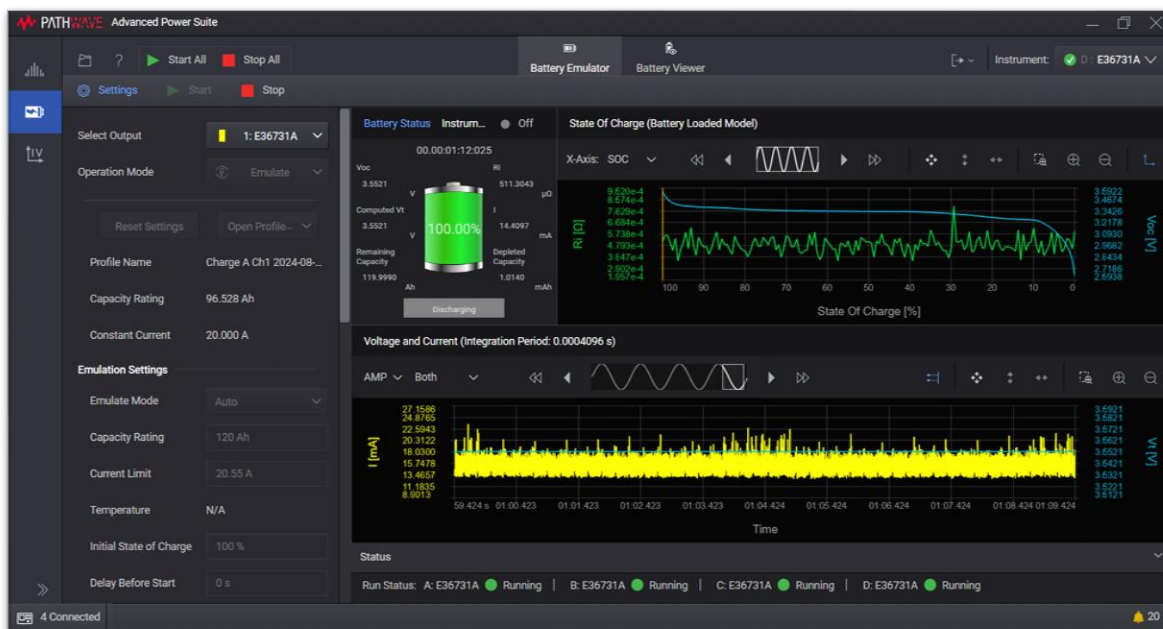 PATHWAVE Advanced Power Suite
? Start All Stop All
Battery Emulator
Battery Viewer
Instrument: D : E36731A
Settings Start Stop
Select Output 1: E36731A
Operation Mode Emulate
Reset Settings Open Profile...
Profile Name Charge A Ch1 2024-08-...
Capacity Rating 96.528 Ah
Constant Current 20.000 A
Emulation Settings
Emulate Mode Auto
Capacity Rating 120 Ah
Current Limit 20.55 A
Temperature N/A
Initial State of Charge 100 %
Delay Before Start 0 s
Battery Status Instrum... Off
00.00:01:12:025
Voc Ri
3.5521 V 511.3043 μΩ
Computed Vt I
3.5521 V 14.4097 mA
100.00%
Remaining Capacity Depleted Capacity
119.9990 Ah 1.0140 mAh
Discharging
State Of Charge (Battery Loaded Model)
X-Axis: SOC
Ri [Ω]
9.520e-4
8.574e-4
7.629e-4
6.684e-4
5.738e-4
4.793e-4
3.847e-4
2.902e-4
1.957e-4
Voc [V]
3.5922
3.4674
3.3426
3.2178
3.0930
2.9682
2.8434
2.7186
2.5938
100 90 80 70 60 50 40 30 20 10 0
State Of Charge [%]
Voltage and Current (Integration Period: 0.0004096 s)
AMP Both
I [mA]
27.1586
24.8765
22.5943
20.3122
18.0300
15.7478
13.4657
11.1835
8.9013
Vt [V]
3.5921
3.5821
3.5721
3.5621
3.5521
3.5421
3.5321
3.5221
3.5121
59.424 s 01:00.423 01:01.423 01:02.423 01:03.423 01:04.424 01:05.424 01:06.424 01:07.424 01:08.424 01:09.424
Time
Status
Run Status: A: E36731A Running | B: E36731A Running | C: E36731A Running | D: E36731A Running
4 Connected
20